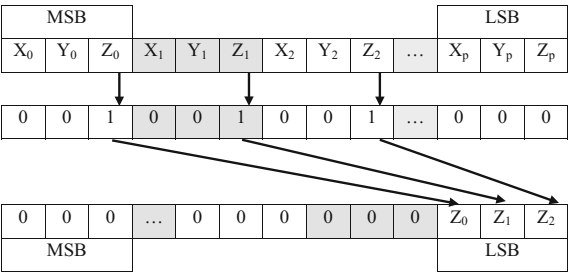 MSB LSB
X₀ Y₀ Z₀ X₁ Y₁ Z₁ X₂ Y₂ Z₂ … Xₚ Yₚ Zₚ
0 0 1 0 0 1 0 0 1 … 0 0 0
0 0 0 … 0 0 0 0 0 0 Z₀ Z₁ Z₂
MSB LSB